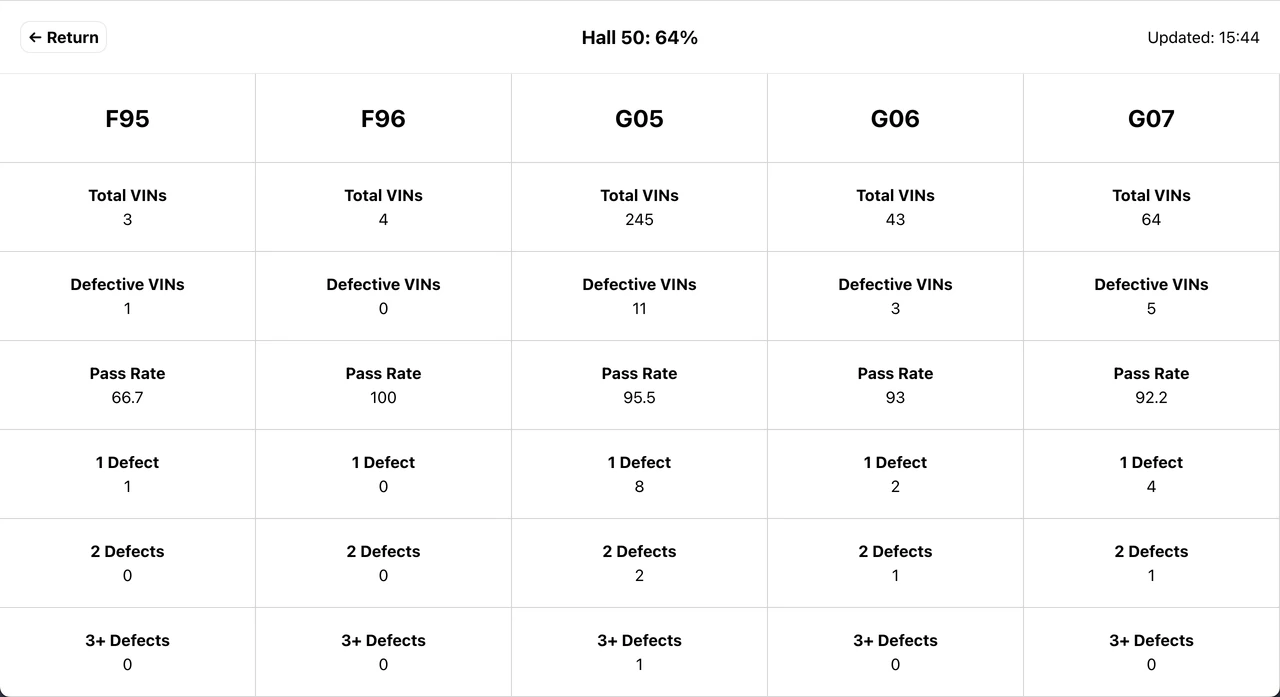 ← Return
Hall 50: 64%
Updated: 15:44
F95
F96
G05
G06
G07
Total VINs
3
Total VINs
4
Total VINs
245
Total VINs
43
Total VINs
64
Defective VINs
1
Defective VINs
0
Defective VINs
11
Defective VINs
3
Defective VINs
5
Pass Rate
66.7
Pass Rate
100
Pass Rate
95.5
Pass Rate
93
Pass Rate
92.2
1 Defect
1
1 Defect
0
1 Defect
8
1 Defect
2
1 Defect
4
2 Defects
0
2 Defects
0
2 Defects
2
2 Defects
1
2 Defects
1
3+ Defects
0
3+ Defects
0
3+ Defects
1
3+ Defects
0
3+ Defects
0